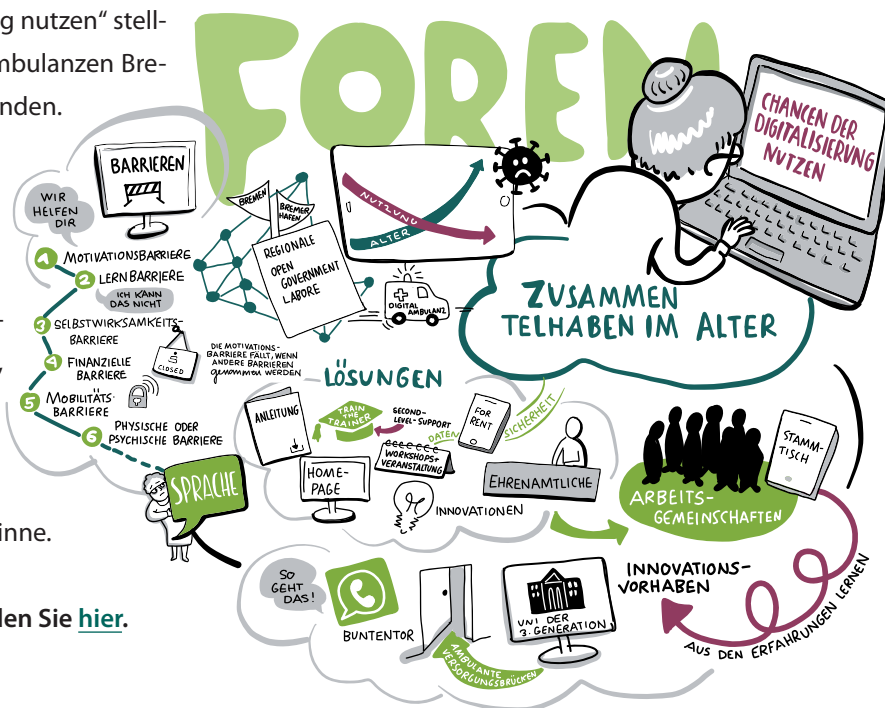 g nutzen“ stell-
mbulanzen Bre-
nden.
inne.
den Sie hier.
FOREN
CHANCEN DER
DIGITALISIERUNG
NUTZEN
ZUSAMMEN
TELHABEN IM ALTER
BARRIEREN
WIR
HELFEN
DIR
1 MOTIVATIONSBARRIERE
2 LERNBARRIERE
ICH KANN
DAS NICHT
3 SELBSTWIRKSAMKEITS-
BARRIERE
4 FINANZIELLE
BARRIERE
5 MOBILITÄTS-
BARRIERE
6 PHYSISCHE ODER
PSYCHISCHE BARRIERE
CLOSED
DIE MOTIVATIONS-
BARRIERE FÄLLT, WENN
ANDERE BARRIEREN
genommen WERDEN
SPRACHE
BREMEN
BREMER
HAFEN
REGIONALE
OPEN
GOVERNMENT
LABORE
NUTZUNG
ALTER
DIGITAL
AMBULANZ
LÖSUNGEN
ANLEITUNG
TRAIN
THE
TRAINER
SECOND-
LEVEL-SUPPORT
DATEN
SICHERHEIT
FOR
RENT
WORKSHOPS+
VERANSTALTUNG
HOME-
PAGE
INNOVATIONEN
EHRENAMTLICHE
ARBEITS-
GEMEINSCHAFTEN
STAMM-
TISCH
AUS DEN ERFAHRUNGEN LERNEN
INNOVATIONS-
VORHABEN
SO
GEHT
DAS!
BUNTENTOR
AMBULANTE
VERSORGUNGSBRÜCKEN
UNI DER
3. GENERATION